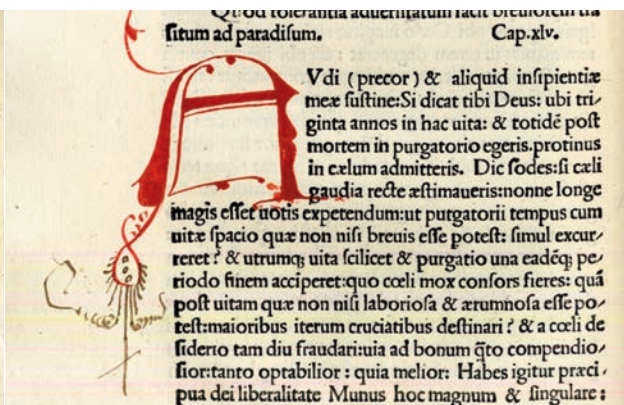 Quod tolerantia aduersitatum facit breuiorem tra
ſitum ad paradiſum. Cap.xlv.
AVdi (precor) & aliquid inſipientiæ
meæ ſuſtine:Si dicat tibi Deus: ubi tri⸗
ginta annos in hac uita: & totidē poſt
mortem in purgatorio egeris.protinus
in cælum admitteris. Dic ſodes:ſi cæli
gaudia recte æſtimaueris:nonne longe
magis eſſet uotis expetendum:ut purgatorii tempus cum
uitæ ſpacio quæ non niſi breuis eſſe poteſt: ſimul excur⸗
reret? & utrumq; uita ſcilicet & purgatio una eadēq; pe⸗
riodo finem acciperet:quo cœli mox conſors fieres: quā
poſt uitam quæ non niſi laborioſa & ærumnoſa eſſe po⸗
teſt:maioribus iterum cruciatibus deſtinari? & a cœli de
ſiderio tam diu fraudari:uia ad bonum q̄to compendio⸗
ſior:tanto optabilior: quia melior: Habes igitur præci⸗
pua dei liberalitate Munus hoc magnum & ſingulare: